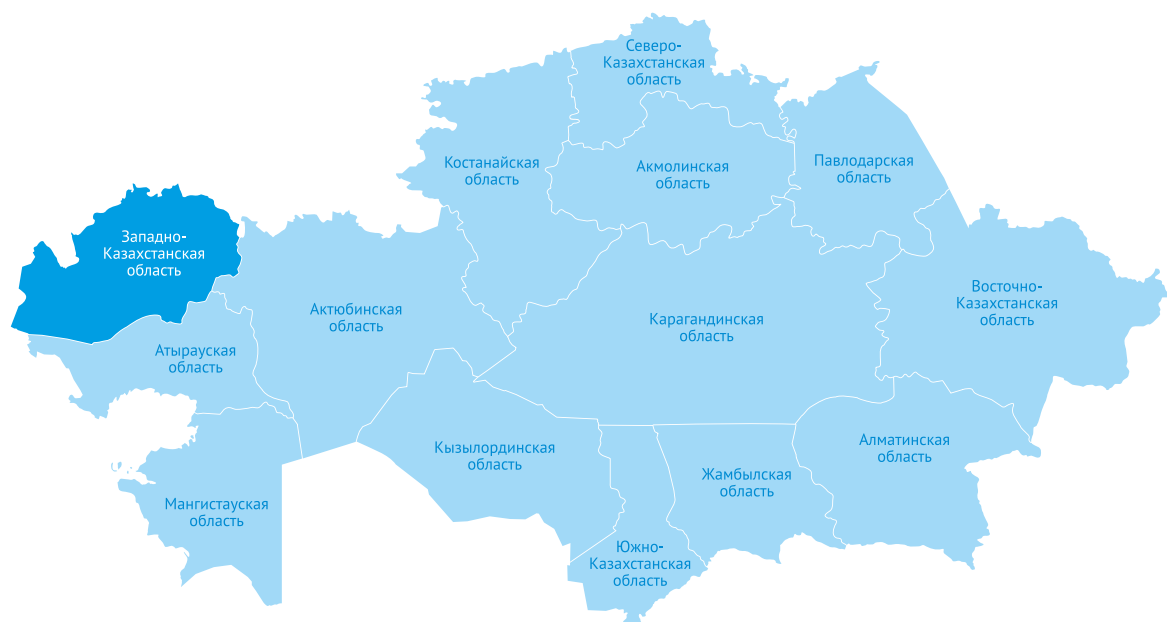 Северо-
Казахстанская
область
Костанайская
область
Акмолинская
область
Павлодарская
область
Западно-
Казахстанская
область
Актюбинская
область
Карагандинская
область
Восточно-
Казахстанская
область
Атырауская
область
Кызылординская
область
Алматинская
область
Жамбылская
область
Мангистауская
область
Южно-
Казахстанская
область